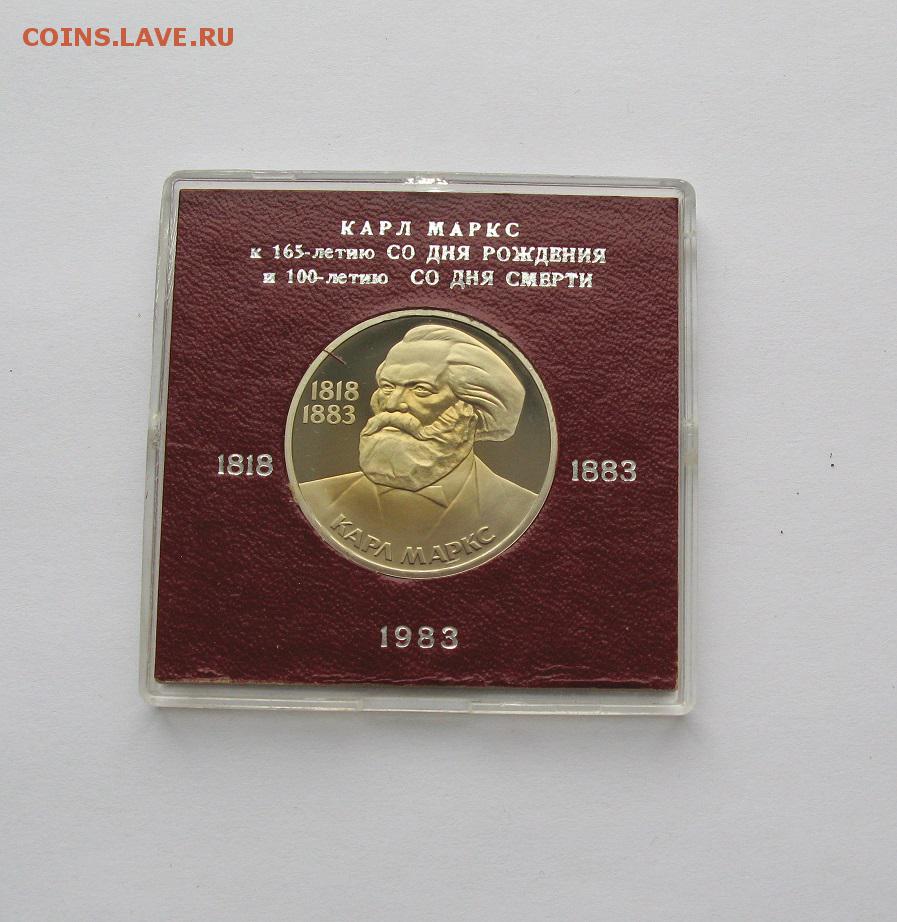 COINS.LAVE.RU
КАРЛ МАРКС
к 165-летию СО ДНЯ РОЖДЕНИЯ
и 100-летию СО ДНЯ СМЕРТИ
1818
1883
КАРЛ МАРКС
1818
1883
1983